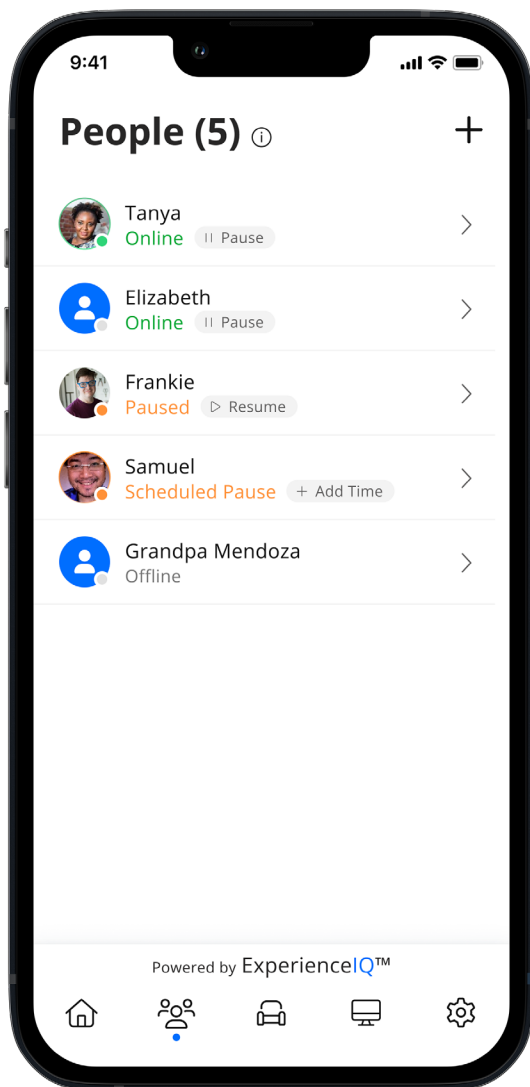 9:41
People (5)
Tanya
Online Pause
Elizabeth
Online Pause
Frankie
Paused Resume
Samuel
Scheduled Pause + Add Time
Grandpa Mendoza
Offline
Powered by ExperienceIQ™